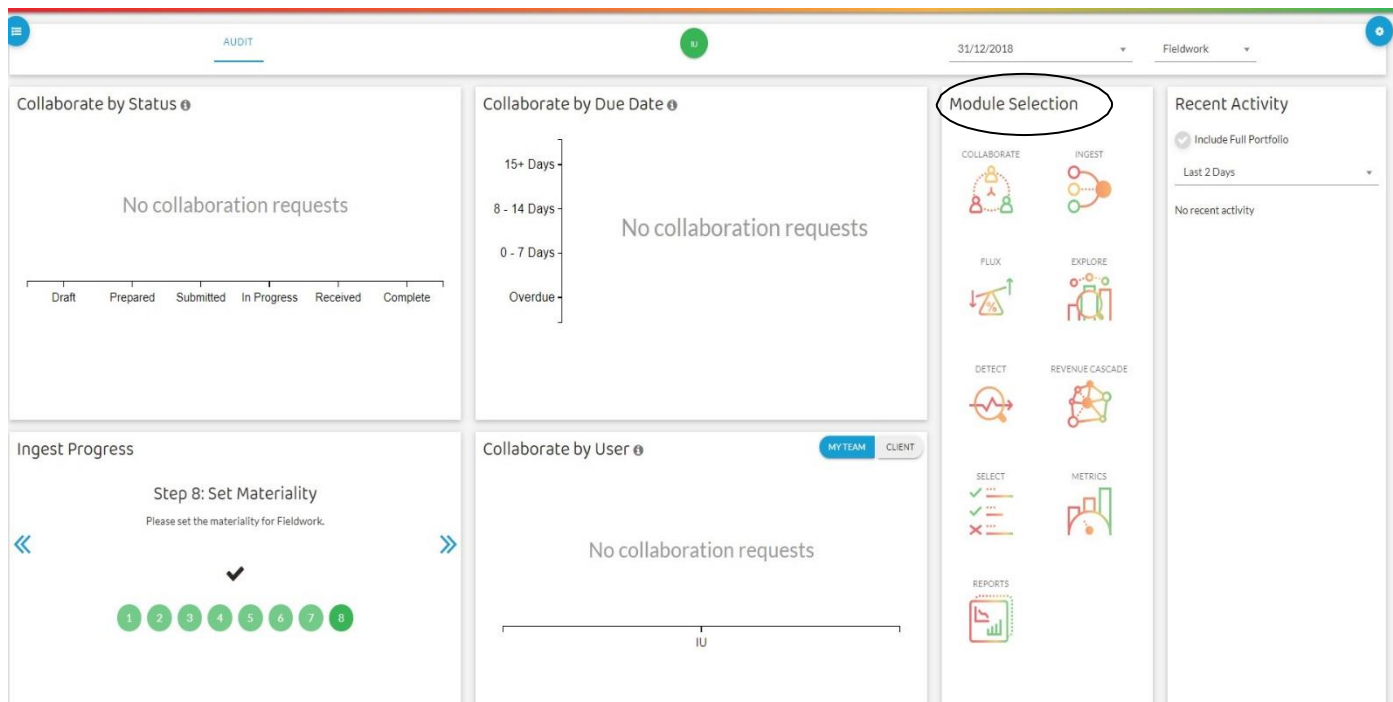 AUDIT
IU
31/12/2018
Fieldwork
Collaborate by Status
No collaboration requests
Draft Prepared Submitted In Progress Received Complete
Collaborate by Due Date
15+ Days
8 - 14 Days
0 - 7 Days
Overdue
No collaboration requests
Module Selection
COLLABORATE INGEST
FLUX EXPLORE
%
DETECT REVENUE CASCADE
SELECT METRICS
REPORTS
Recent Activity
Include Full Portfolio
Last 2 Days
No recent activity
Ingest Progress
Step 8: Set Materiality
Please set the materiality for Fieldwork.
1 2 3 4 5 6 7 8
Collaborate by User
MY TEAM CLIENT
No collaboration requests
IU